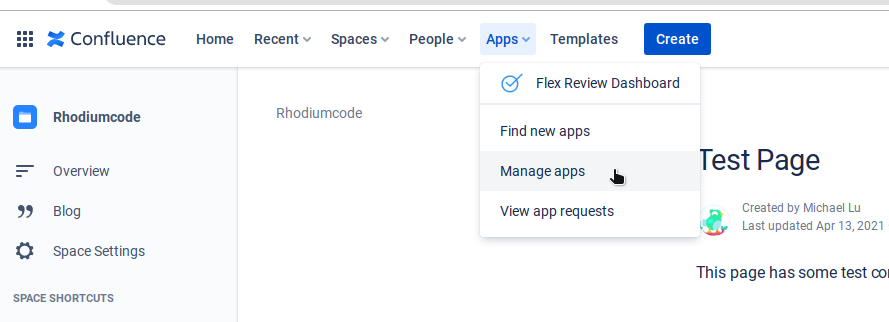 Confluence Home Recent Spaces People Apps Templates Create
Flex Review Dashboard
Find new apps
Manage apps
View app requests
Rhodiumcode
Overview
Blog
Space Settings
SPACE SHORTCUTS
Rhodiumcode
Test Page
Created by Michael Lu
Last updated Apr 13, 2021
This page has some test